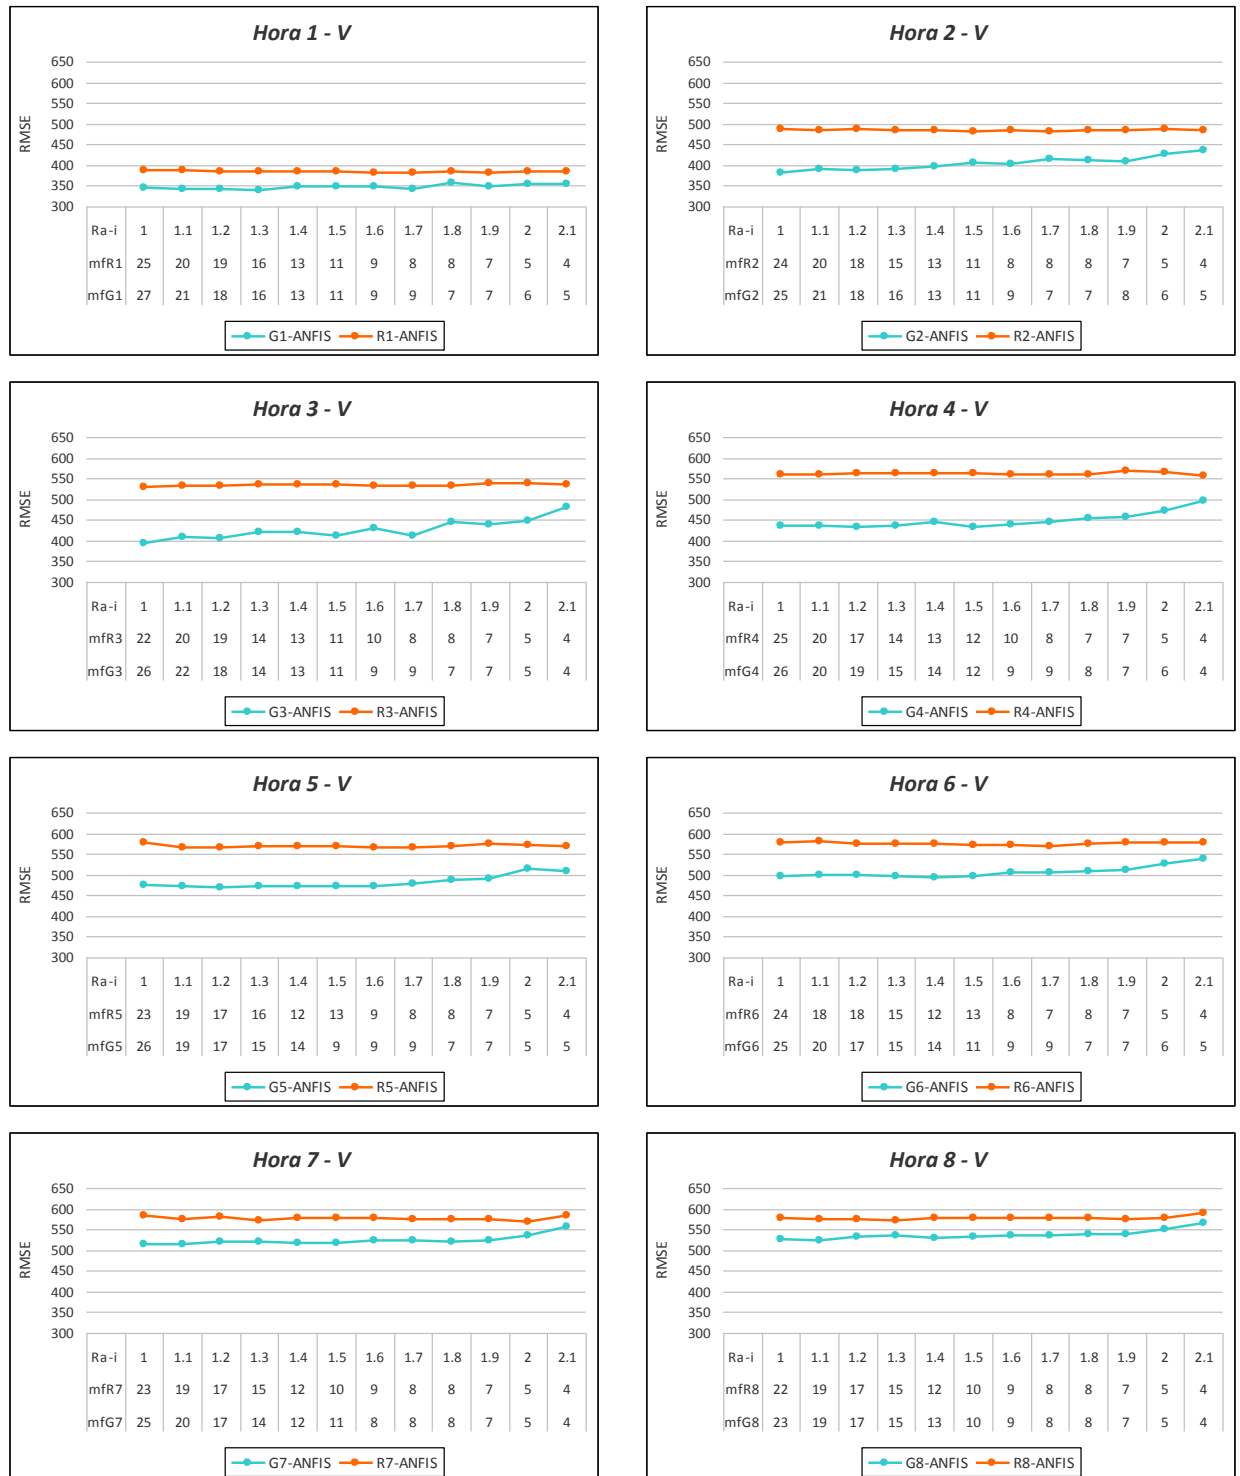 Hora 1 - V
650
600
550
500
450
400
350
300
RMSE
Ra-i 1 1.1 1.2 1.3 1.4 1.5 1.6 1.7 1.8 1.9 2 2.1
mfR1 25 20 19 16 13 11 9 8 8 7 5 4
mfG1 27 21 18 16 13 11 9 9 7 7 6 5
G1-ANFIS R1-ANFIS
Hora 2 - V
650
600
550
500
450
400
350
300
RMSE
Ra-i 1 1.1 1.2 1.3 1.4 1.5 1.6 1.7 1.8 1.9 2 2.1
mfR2 24 20 18 15 13 11 8 8 8 7 5 4
mfG2 25 21 18 16 13 11 9 7 7 8 6 5
G2-ANFIS R2-ANFIS
Hora 3 - V
650
600
550
500
450
400
350
300
RMSE
Ra-i 1 1.1 1.2 1.3 1.4 1.5 1.6 1.7 1.8 1.9 2 2.1
mfR3 22 20 19 14 13 11 10 8 8 7 5 4
mfG3 26 22 18 14 13 11 9 9 7 7 5 4
G3-ANFIS R3-ANFIS
Hora 4 - V
650
600
550
500
450
400
350
300
RMSE
Ra-i 1 1.1 1.2 1.3 1.4 1.5 1.6 1.7 1.8 1.9 2 2.1
mfR4 25 20 17 14 13 12 10 8 7 7 5 4
mfG4 26 20 19 15 14 12 9 9 8 7 6 4
G4-ANFIS R4-ANFIS
Hora 5 - V
650
600
550
500
450
400
350
300
RMSE
Ra-i 1 1.1 1.2 1.3 1.4 1.5 1.6 1.7 1.8 1.9 2 2.1
mfR5 23 19 17 16 12 13 9 8 8 7 5 4
mfG5 26 19 17 15 14 9 9 9 7 7 5 5
G5-ANFIS R5-ANFIS
Hora 6 - V
650
600
550
500
450
400
350
300
RMSE
Ra-i 1 1.1 1.2 1.3 1.4 1.5 1.6 1.7 1.8 1.9 2 2.1
mfR6 24 18 18 15 12 13 8 7 8 7 5 4
mfG6 25 20 17 15 14 11 9 9 7 7 6 5
G6-ANFIS R6-ANFIS
Hora 7 - V
650
600
550
500
450
400
350
300
RMSE
Ra-i 1 1.1 1.2 1.3 1.4 1.5 1.6 1.7 1.8 1.9 2 2.1
mfR7 23 19 17 15 12 10 9 8 8 7 5 4
mfG7 25 20 17 14 12 11 8 8 8 7 5 4
G7-ANFIS R7-ANFIS
Hora 8 - V
650
600
550
500
450
400
350
300
RMSE
Ra-i 1 1.1 1.2 1.3 1.4 1.5 1.6 1.7 1.8 1.9 2 2.1
mfR8 22 19 17 15 12 10 9 8 8 7 5 4
mfG8 23 19 17 15 13 10 9 8 8 7 5 4
G8-ANFIS R8-ANFIS